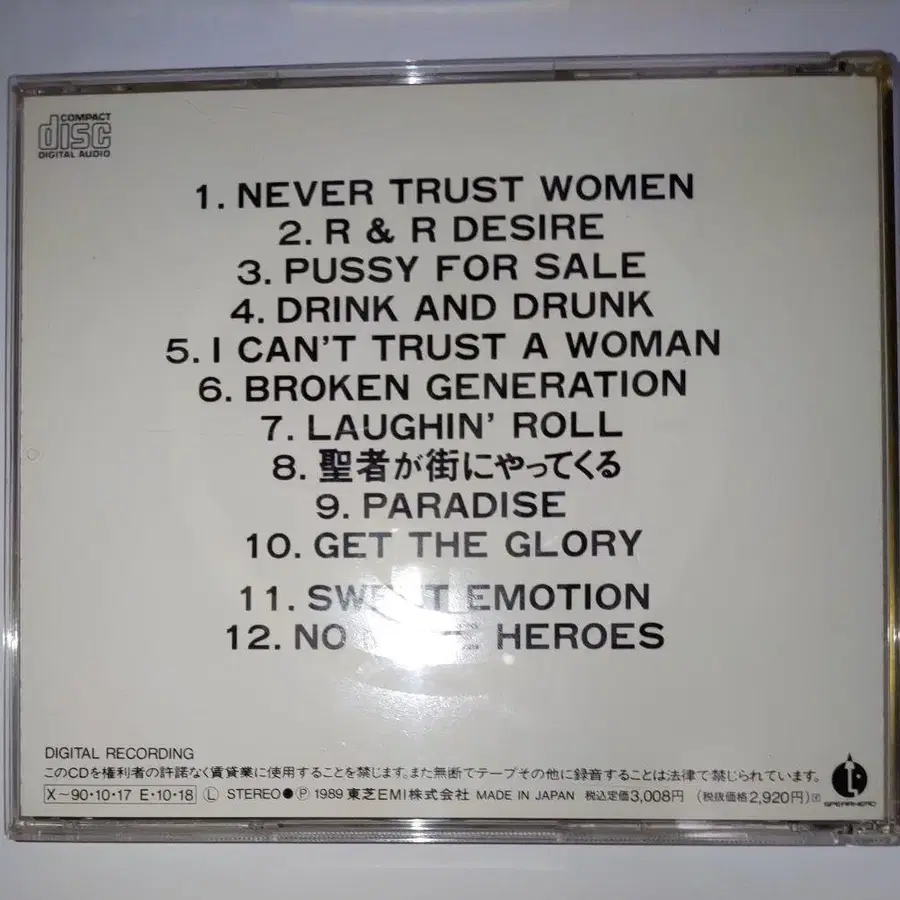 COMPACT
disc
DIGITAL AUDIO
1. NEVER TRUST WOMEN
2. R & R DESIRE
3. PUSSY FOR SALE
4. DRINK AND DRUNK
5. I CAN'T TRUST A WOMAN
6. BROKEN GENERATION
7. LAUGHIN' ROLL
8. 聖者が街にやってくる
9. PARADISE
10. GET THE GLORY
11. EMOTION
12. NO HEROES
DIGITAL RECORDING
このCDを権利者の許諾なく賃貸業に使用することを禁じます。また無断でテープその他に録音することは法律で禁じられています。
X~90・10・17 E・10・18 Ⓛ STEREO● Ⓟ 1989 東芝EMI株式会社 MADE IN JAPAN 税込定価3,008円 (税抜価格2,920円)
SPEARHEAD